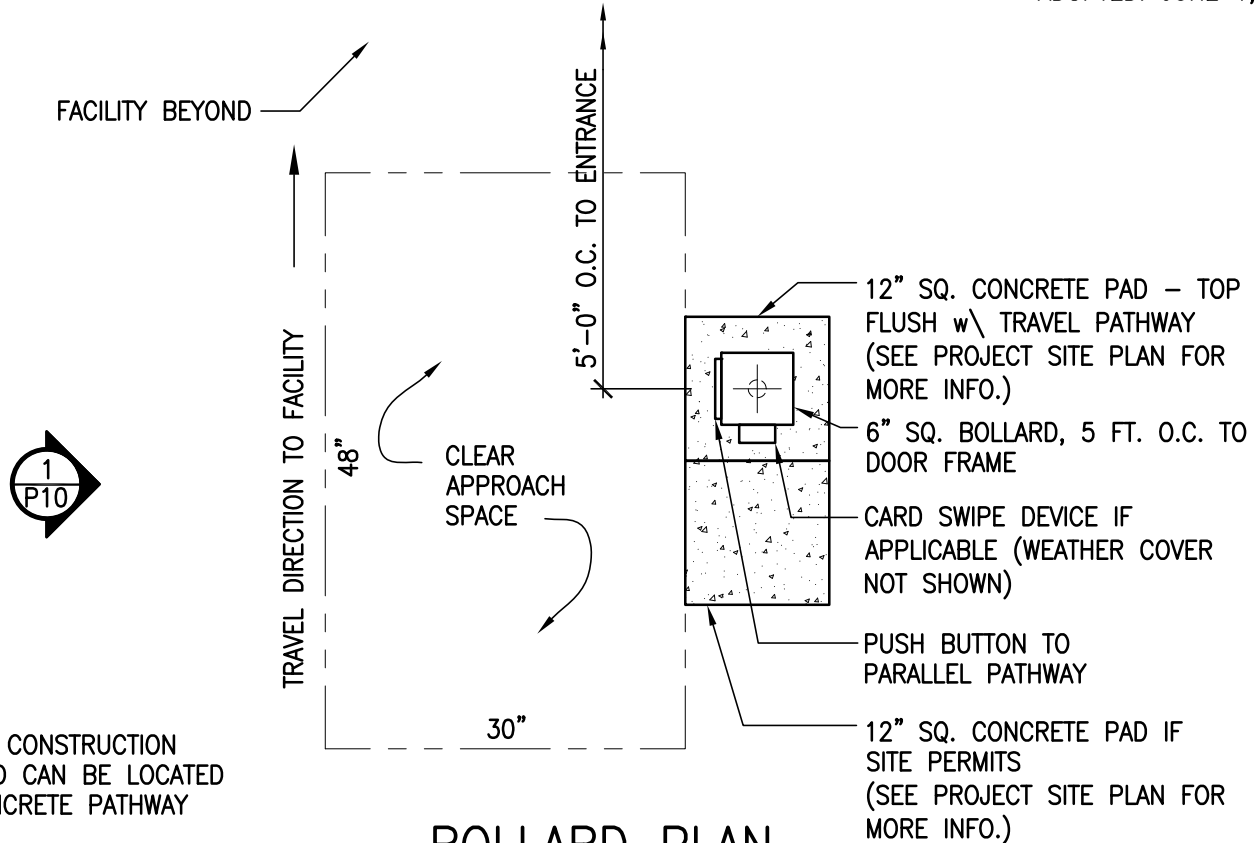 FACILITY BEYOND
5'-0" O.C. TO ENTRANCE
TRAVEL DIRECTION TO FACILITY
48"
CLEAR
APPROACH
SPACE
30"
1
P10
12" SQ. CONCRETE PAD – TOP
FLUSH w\ TRAVEL PATHWAY
(SEE PROJECT SITE PLAN FOR
MORE INFO.)
6" SQ. BOLLARD, 5 FT. O.C. TO
DOOR FRAME
CARD SWIPE DEVICE IF
APPLICABLE (WEATHER COVER
NOT SHOWN)
PUSH BUTTON TO
PARALLEL PATHWAY
12" SQ. CONCRETE PAD IF
SITE PERMITS
(SEE PROJECT SITE PLAN FOR
MORE INFO.)
CONSTRUCTION
CAN BE LOCATED
PATHWAY
BOLLARD PLAN